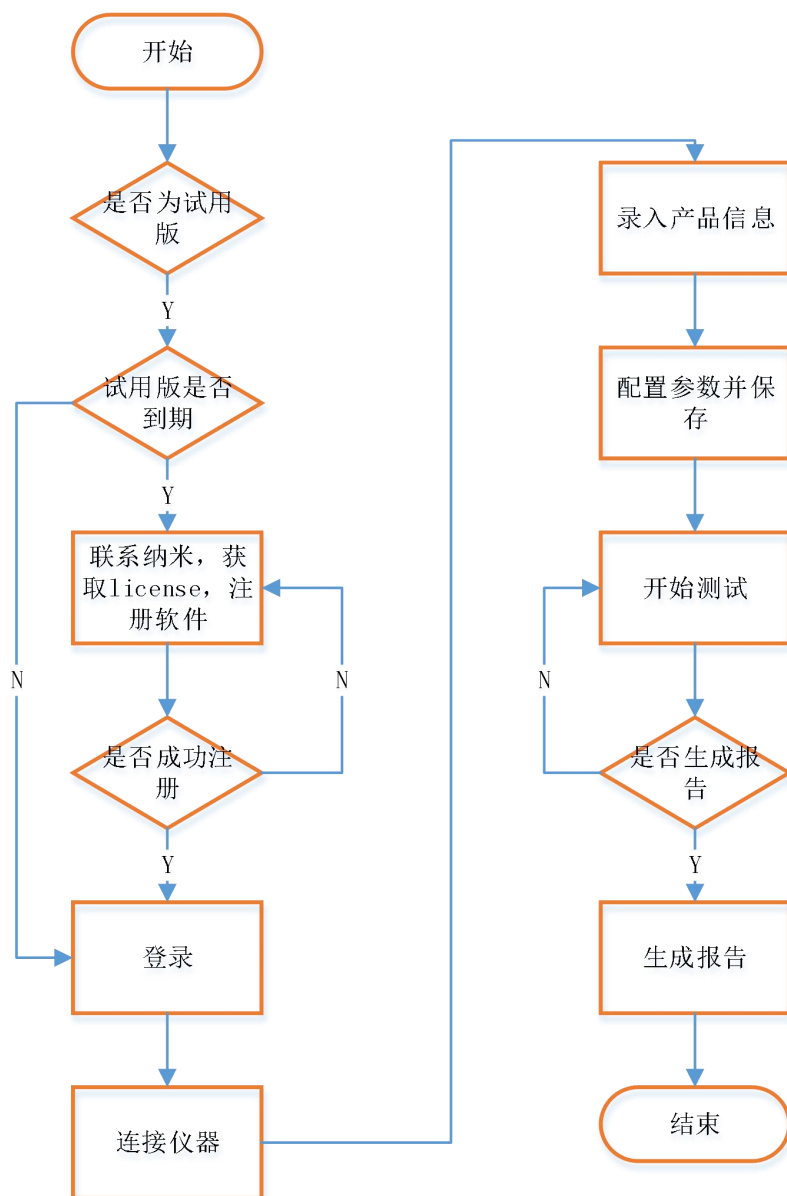 开始
是否为试用
版
Y
试用版是否
到期
Y
联系纳米，获
取license，注
册软件
N
N
是否成功注
册
Y
登录
连接仪器
录入产品信息
配置参数并保
存
开始测试
N
是否生成报
告
Y
生成报告
结束